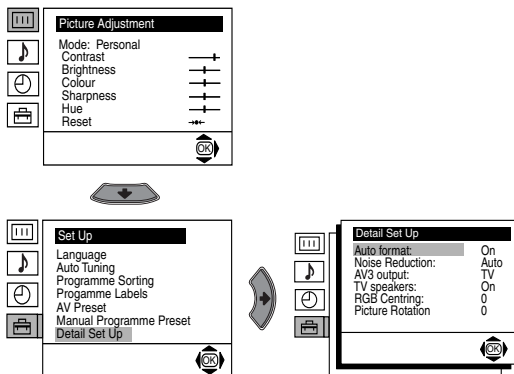 Picture Adjustment
Mode: Personal
Contrast
Brightness
Colour
Sharpness
Hue
Reset
OK
Set Up
Language
Auto Tuning
Programme Sorting
Progamme Labels
AV Preset
Manual Programme Preset
Detail Set Up
OK
Detail Set Up
Auto format: On
Noise Reduction: Auto
AV3 output: TV
TV speakers: On
RGB Centring: 0
Picture Rotation 0
OK